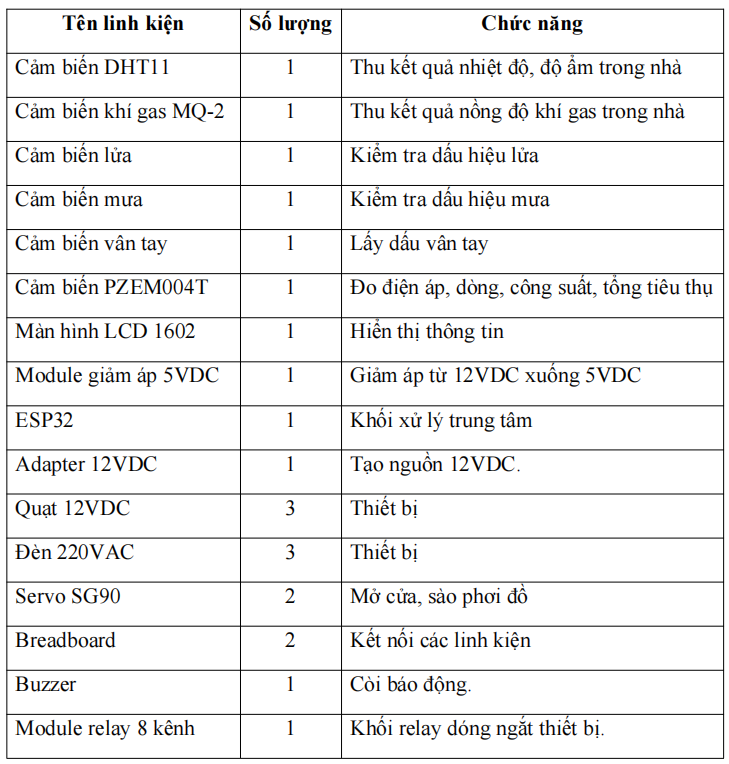 Tên linh kiện Số lượng Chức năng
Cảm biến DHT11 1 Thu kết quả nhiệt độ, độ ẩm trong nhà
Cảm biến khí gas MQ-2 1 Thu kết quả nồng độ khí gas trong nhà
Cảm biến lửa 1 Kiểm tra dấu hiệu lửa
Cảm biến mưa 1 Kiểm tra dấu hiệu mưa
Cảm biến vân tay 1 Lấy dấu vân tay
Cảm biến PZEM004T 1 Đo điện áp, dòng, công suất, tổng tiêu thụ
Màn hình LCD 1602 1 Hiển thị thông tin
Module giảm áp 5VDC 1 Giảm áp từ 12VDC xuống 5VDC
ESP32 1 Khối xử lý trung tâm
Adapter 12VDC 1 Tạo nguồn 12VDC.
Quạt 12VDC 3 Thiết bị
Đèn 220VAC 3 Thiết bị
Servo SG90 2 Mở cửa, sào phơi đồ
Breadboard 2 Kết nối các linh kiện
Buzzer 1 Còi báo động.
Module relay 8 kênh 1 Khối relay dóng ngắt thiết bị.